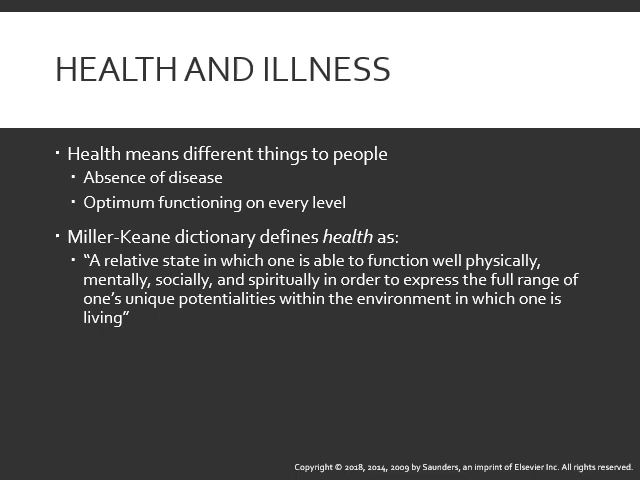 HEALTH AND ILLNESS
▪ Health means different things to people
▪ Absence of disease
▪ Optimum functioning on every level
▪ Miller-Keane dictionary defines health as:
▪ “A relative state in which one is able to function well physically,
mentally, socially, and spiritually in order to express the full range of
one’s unique potentialities within the environment in which one is
living”
Copyright © 2018, 2014, 2009 by Saunders, an imprint of Elsevier Inc. All rights reserved.